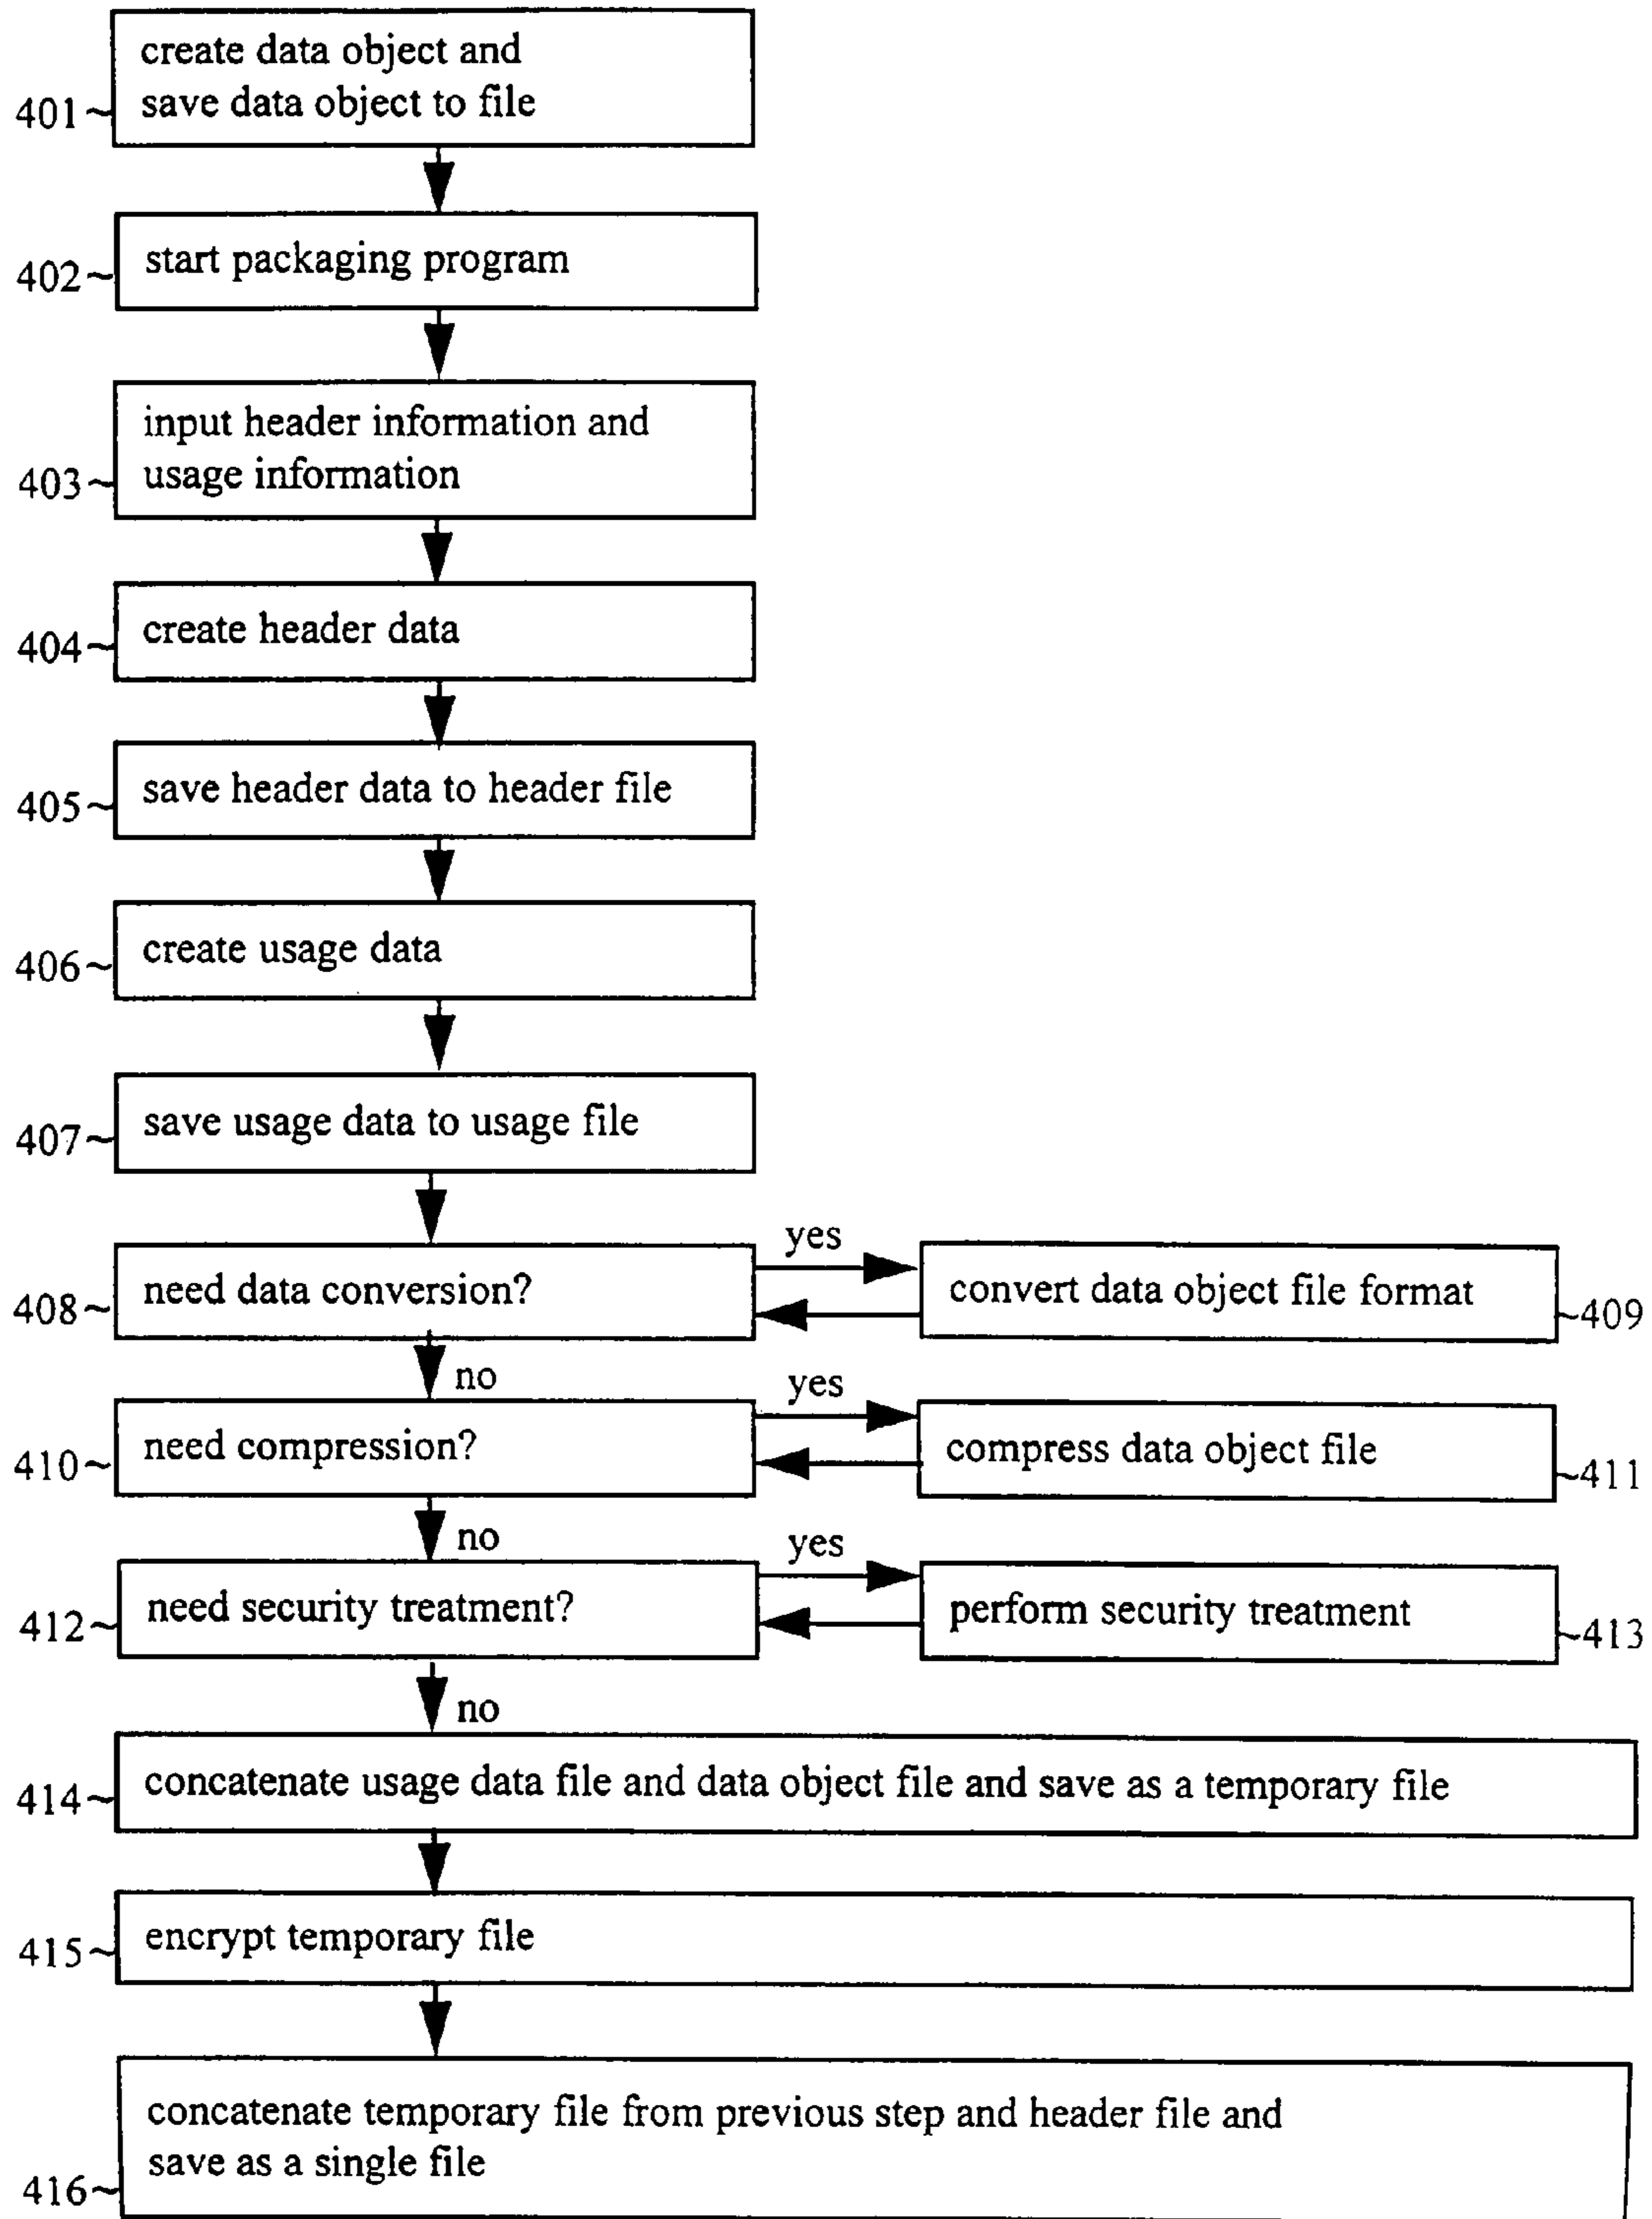 create data object and
save data object to file
401~
start packaging program
402~
input header information and
usage information
403~
create header data
404~
save header data to header file
405~
create usage data
406~
save usage data to usage file
407~
yes
need data conversion?
convert data object file format
408~
~409
no
yes
need compression?
compress data object file
410~
~411
no
yes
need security treatment?
perform security treatment
412~
~413
no
concatenate usage data file and data object file and save as a temporary file
414~
encrypt temporary file
415~
concatenate temporary file from previous step and header file and
save as a single file
416~